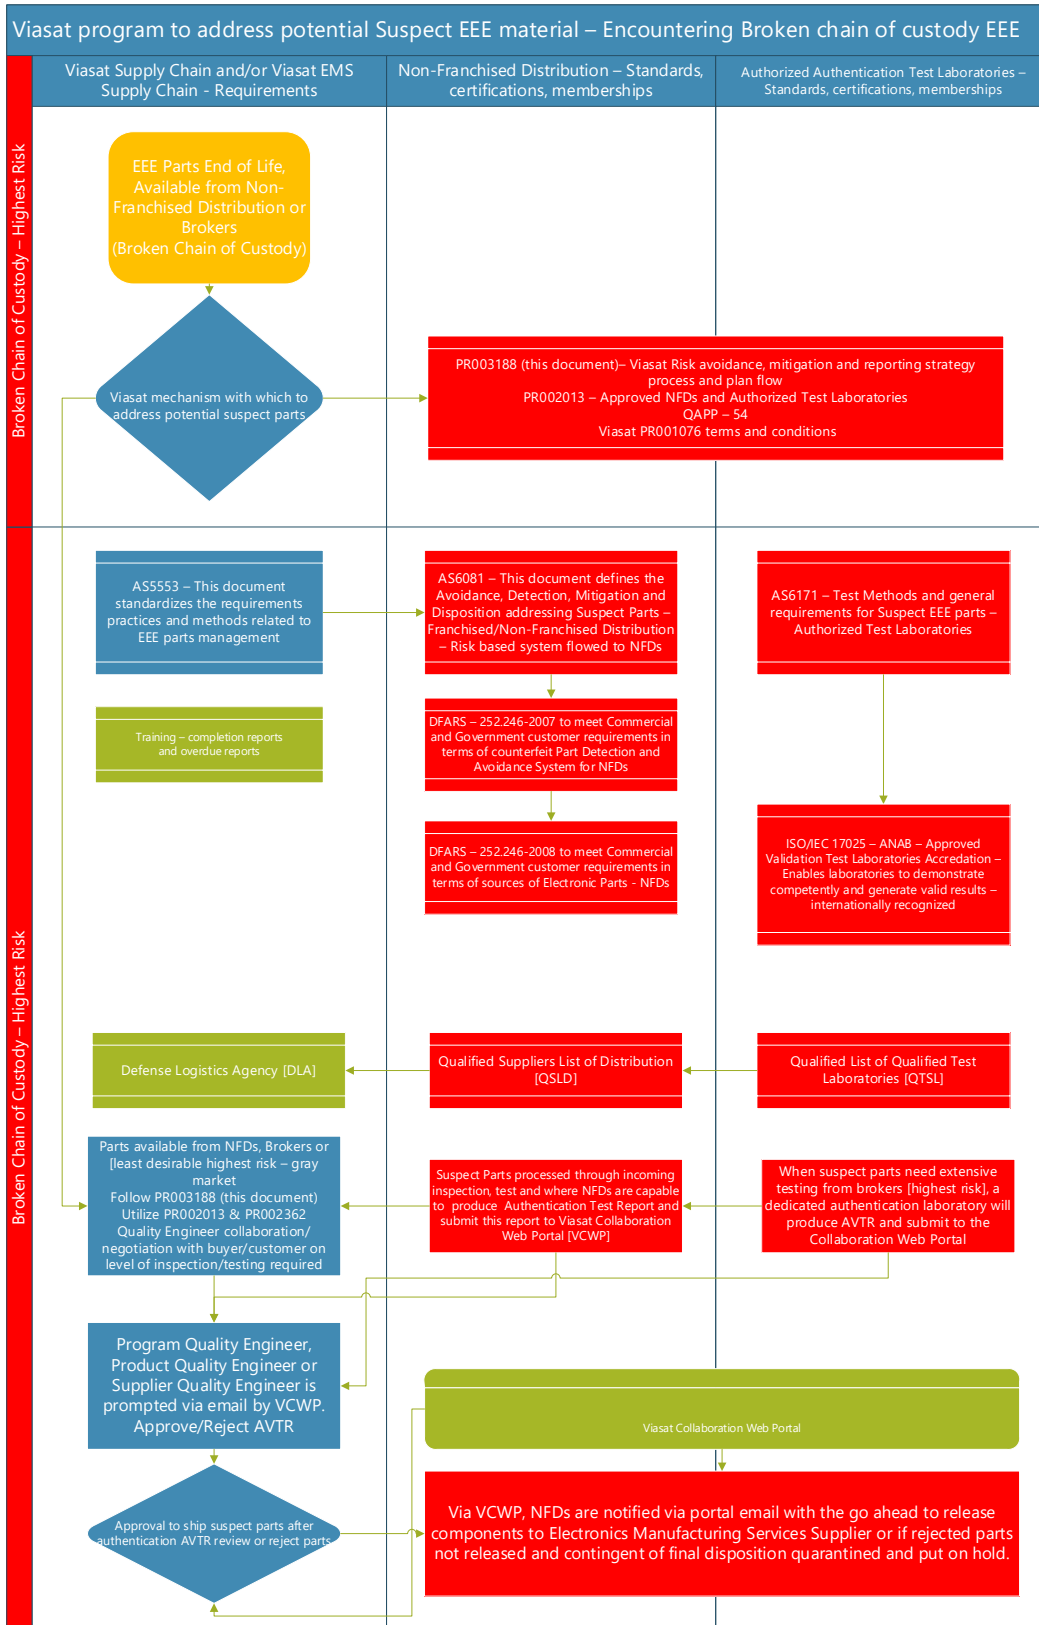 Viasat program to address potential Suspect EEE material – Encountering Broken chain of custody EEE
Viasat Supply Chain and/or Viasat EMS
Supply Chain - Requirements
Non-Franchised Distribution – Standards,
certifications, memberships
Authorized Authentication Test Laboratories –
Standards, certifications, memberships
Broken Chain of Custody – Highest Risk
EEE Parts End of Life,
Available from Non-
Franchised Distribution or
Brokers
(Broken Chain of Custody)
Viasat mechanism with which to
address potential suspect parts
PR003188 (this document)– Viasat Risk avoidance, mitigation and reporting strategy
process and plan flow
PR002013 – Approved NFDs and Authorized Test Laboratories
QAPP – 54
Viasat PR001076 terms and conditions
Broken Chain of Custody – Highest Risk
AS5553 – This document
standardizes the requirements
practices and methods related to
EEE parts management
AS6081 – This document defines the
Avoidance, Detection, Mitigation and
Disposition addressing Suspect Parts –
Franchised/Non-Franchised Distribution
– Risk based system flowed to NFDs
AS6171 – Test Methods and general
requirements for Suspect EEE parts –
Authorized Test Laboratories
Training – completion reports
and overdue reports
DFARS – 252.246-2007 to meet Commercial
and Government customer requirements in
terms of counterfeit Part Detection and
Avoidance System for NFDs
DFARS – 252.246-2008 to meet Commercial
and Government customer requirements in
terms of sources of Electronic Parts - NFDs
ISO/IEC 17025 – ANAB – Approved
Validation Test Laboratories Accredation –
Enables laboratories to demonstrate
competently and generate valid results –
internationally recognized
Defense Logistics Agency [DLA]
Qualified Suppliers List of Distribution
[QSLD]
Qualified List of Qualified Test
Laboratories [QTSL]
Parts available from NFDs, Brokers or
[least desirable highest risk – gray
market
Follow PR003188 (this document)
Utilize PR002013 & PR002362
Quality Engineer collaboration/
negotiation with buyer/customer on
level of inspection/testing required
Suspect Parts processed through incoming
inspection, test and where NFDs are capable
to produce Authentication Test Report and
submit this report to Viasat Collaboration
Web Portal [VCWP]
When suspect parts need extensive
testing from brokers [highest risk], a
dedicated authentication laboratory will
produce AVTR and submit to the
Collaboration Web Portal
Program Quality Engineer,
Product Quality Engineer or
Supplier Quality Engineer is
prompted via email by VCWP.
Approve/Reject AVTR
Viasat Collaboration Web Portal
Approval to ship suspect parts after
authentication AVTR review or reject parts
Via VCWP, NFDs are notified via portal email with the go ahead to release
components to Electronics Manufacturing Services Supplier or if rejected parts
not released and contingent of final disposition quarantined and put on hold.